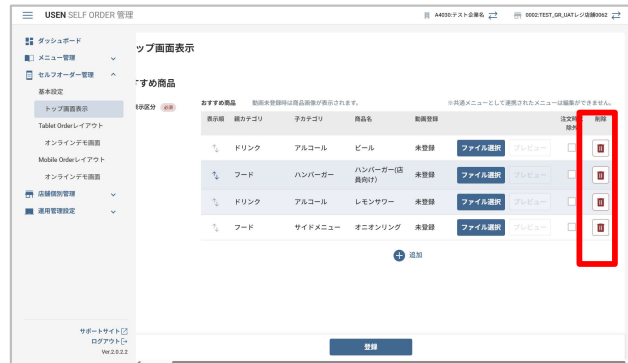 USEN SELF ORDER 管理
A4030:テスト企業名
0002:TEST_GR_UATレジ店舗0062
ダッシュボード
メニュー管理
セルフオーダー管理
基本設定
トップ画面表示
Tablet Orderレイアウト
オンラインデモ画面
Mobile Orderレイアウト
オンラインデモ画面
店舗個別管理
運用管理設定
サポートサイト
ログアウト
Ver.2.0.2.2
ップ画面表示
すめ商品
示区分 必須
おすすめ商品 動画未登録時は商品画像が表示されます。 ※共通メニューとして連携されたメニューは編集ができません。
表示順 親カテゴリ 子カテゴリ 商品名 動画登録 注文時 削除
除外
ドリンク アルコール ビール 未登録 ファイル選択 プレビュー
フード ハンバーガー ハンバーガー(店員向け) 未登録 ファイル選択 プレビュー
ドリンク アルコール レモンサワー 未登録 ファイル選択 プレビュー
フード サイドメニュー オニオンリング 未登録 ファイル選択 プレビュー
追加
登録